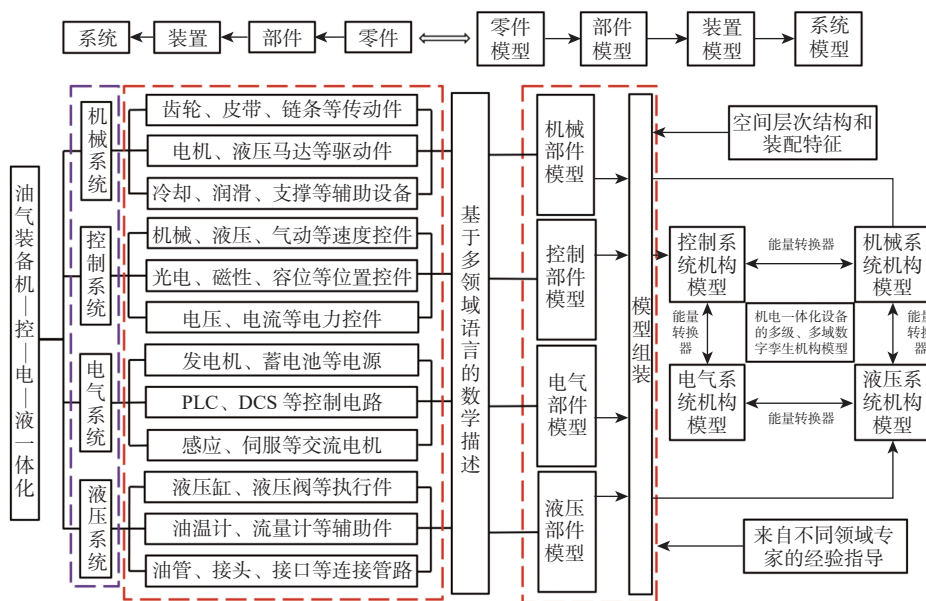 系统
装置
部件
零件
零件
模型
部件
模型
装置
模型
系统
模型
油气装备机—控—电—液一体化
机械系统
控制系统
电气系统
液压系统
齿轮、皮带、链条等传动件
电机、液压马达等驱动件
冷却、润滑、支撑等辅助设备
机械、液压、气动等速度控件
光电、磁性、容位等位置控件
电压、电流等电力控件
发电机、蓄电池等电源
PLC、DCS 等控制电路
感应、伺服等交流电机
液压缸、液压阀等执行件
油温计、流量计等辅助件
油管、接头、接口等连接管路
基于多领域语言的数学描述
机械
部件
模型
控制
部件
模型
电气
部件
模型
液压
部件
模型
模型组装
空间层次结构和
装配特征
控制系
统机构
模型
能量转换器
机械系
统机构
模型
能量
转换
器
机电一体化设备
的多级、多域数
字孪生机构模型
能量
转换
器
电气系
统机构
模型
能量转换器
液压系
统机构
模型
来自不同领域专
家的经验指导